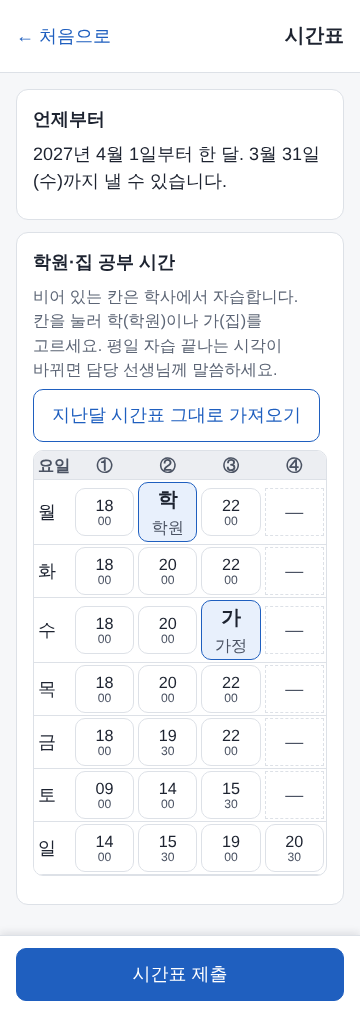 ← 처음으로 시간표
언제부터
2027년 4월 1일부터 한 달. 3월 31일
(수)까지 낼 수 있습니다.
학원·집 공부 시간
비어 있는 칸은 학사에서 자습합니다.
칸을 눌러 학(학원)이나 가(집)를
고르세요. 평일 자습 끝나는 시각이
바뀌면 담당 선생님께 말씀하세요.
지난달 시간표 그대로 가져오기
요일 ① ② ③ ④
월 18 00 학 학원 22 00 —
화 18 00 20 00 22 00 —
수 18 00 20 00 가 가정 —
목 18 00 20 00 22 00 —
금 18 00 19 30 22 00 —
토 09 00 14 00 15 30 —
일 14 00 15 30 19 00 20 30
시간표 제출